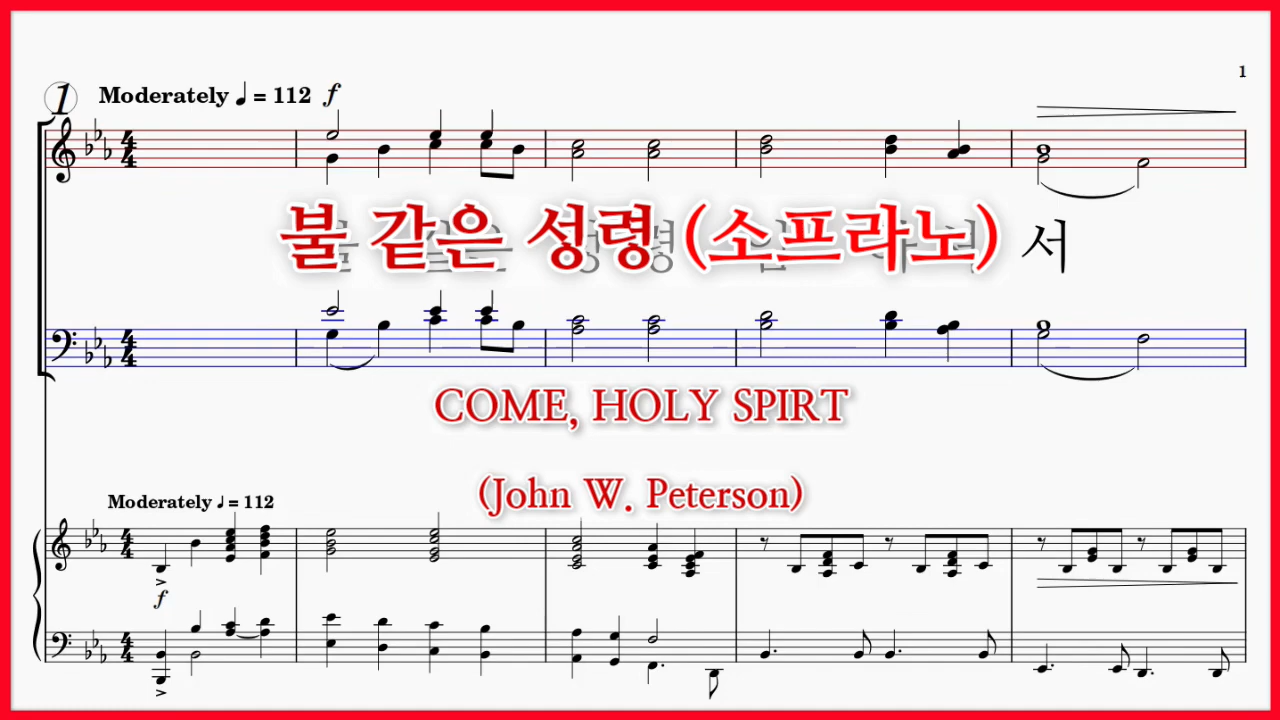 1
1
Moderately ♩ = 112 f
불 같은 성령 (소프라노) 서
COME, HOLY SPIRT
(John W. Peterson)
Moderately ♩ = 112
f